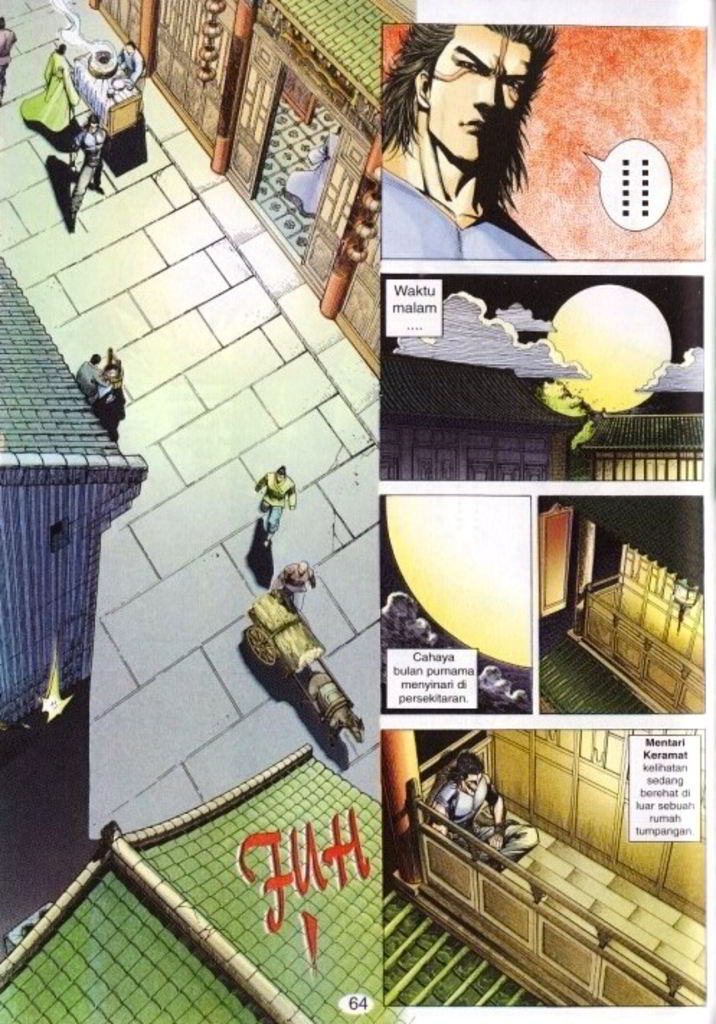 FUH!
Waktu
malam
....
Cahaya
bulan purnama
menyinari di
persekitaran.
Mentari
Keramat
kelihatan
sedang
berehat di
luar sebuah
rumah
tumpangan.
64